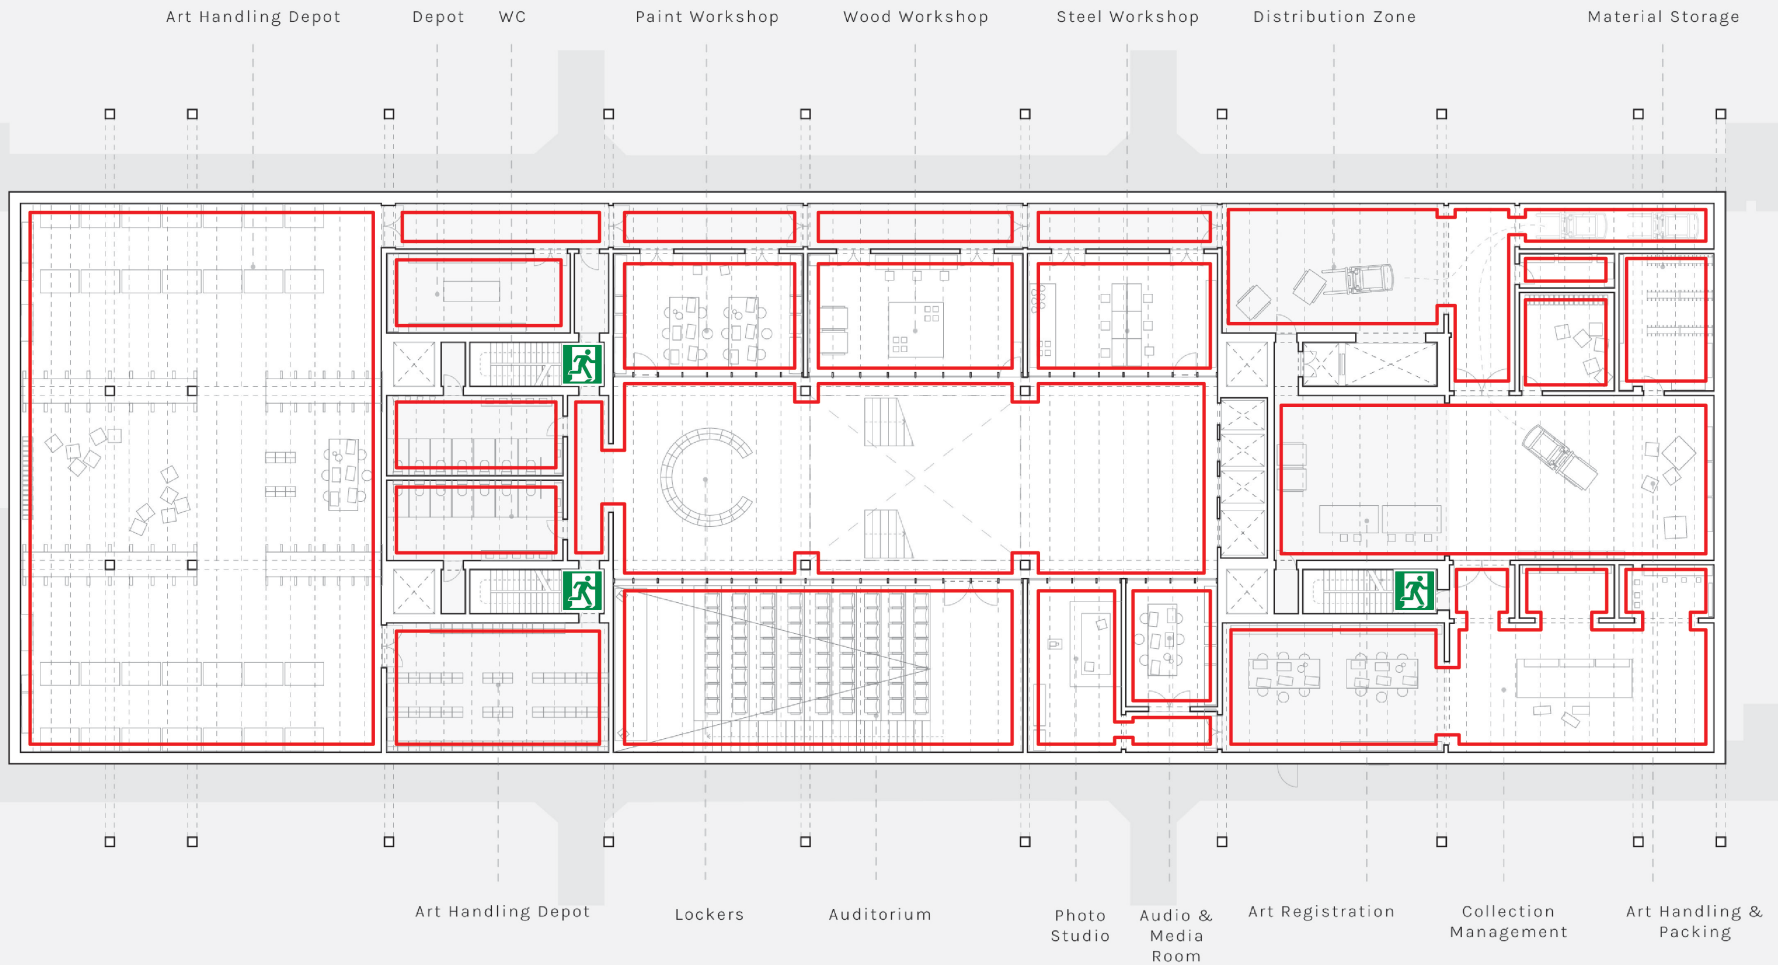 Art Handling Depot
Depot
WC
Paint Workshop
Wood Workshop
Steel Workshop
Distribution Zone
Material Storage
Art Handling Depot
Lockers
Auditorium
Photo
Studio
Audio &
Media
Room
Art Registration
Collection
Management
Art Handling &
Packing